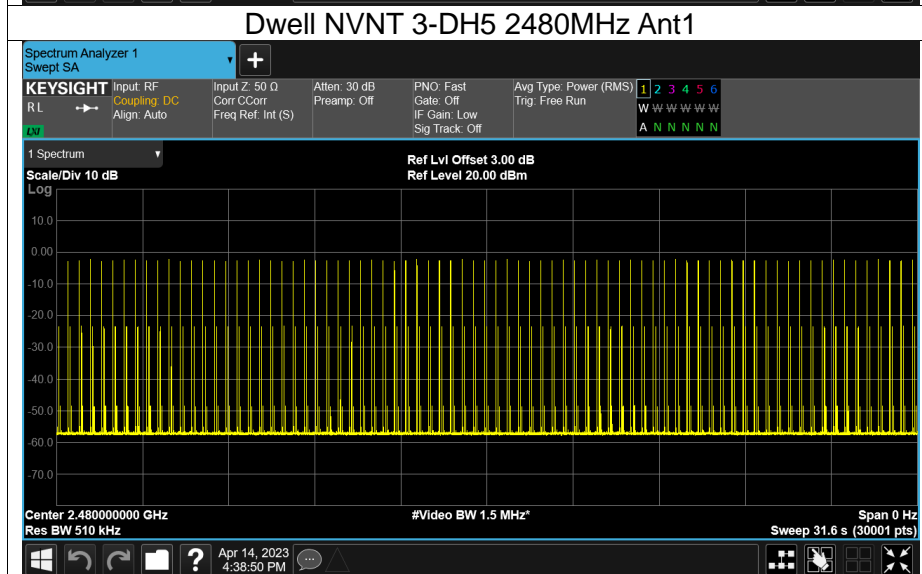 Dwell NVNT 3-DH5 2480MHz Ant1
Spectrum Analyzer 1
Swept SA
+
KEYSIGHT
R L
LXI
Input: RF
Coupling: DC
Align: Auto
Input Z: 50 Ω
Corr CCorr
Freq Ref: Int (S)
Atten: 30 dB
Preamp: Off
PNO: Fast
Gate: Off
IF Gain: Low
Sig Track: Off
Avg Type: Power (RMS)
Trig: Free Run
1 2 3 4 5 6
W W W W W W
A N N N N N
1 Spectrum
Scale/Div 10 dB
Ref Lvl Offset 3.00 dB
Ref Level 20.00 dBm
Log
10.0
0.00
-10.0
-20.0
-30.0
-40.0
-50.0
-60.0
-70.0
Center 2.480000000 GHz
#Video BW 1.5 MHz*
Span 0 Hz
Res BW 510 kHz
Sweep 31.6 s (30001 pts)
?
Apr 14, 2023
4:38:50 PM